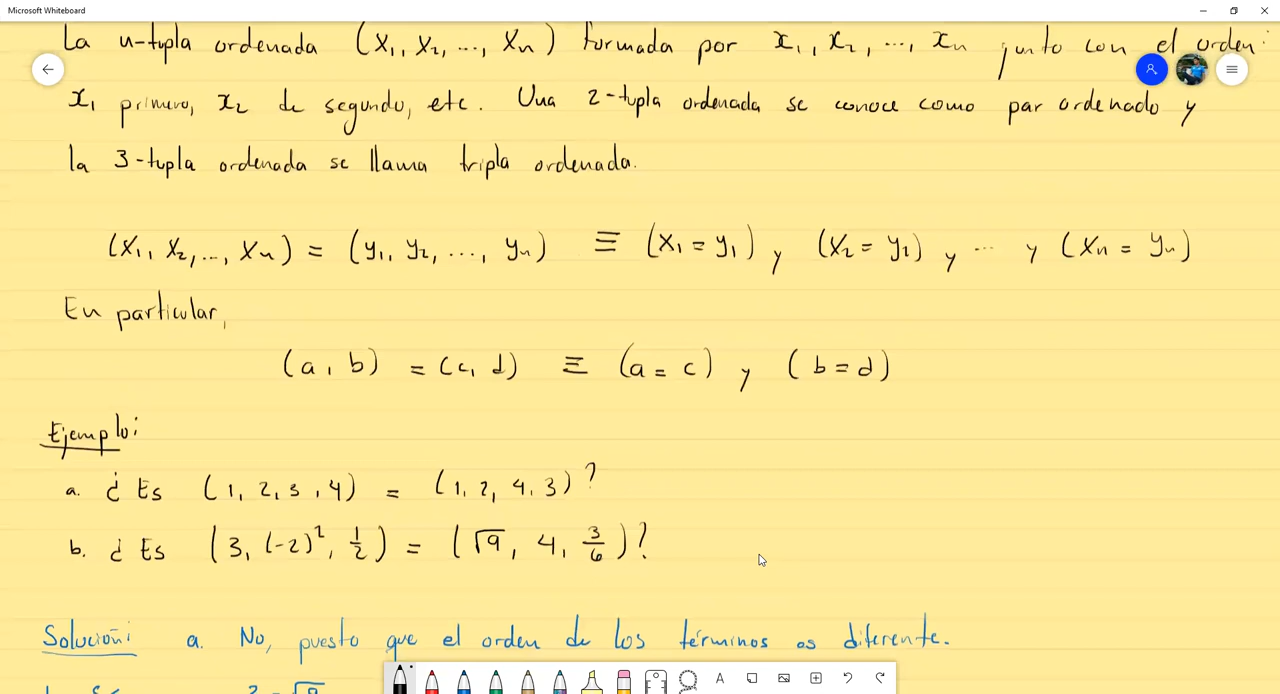 Microsoft Whiteboard
La n-tupla ordenada (x₁, x₂, ..., xₙ) formada por x₁, x₂, ..., xₙ junto con el orden:
x₁ primero, x₂ de segundo, etc. Una 2-tupla ordenada se conoce como par ordenado y
la 3-tupla ordenada se llama tripla ordenada.
(x₁, x₂, ..., xₙ) = (y₁, y₂, ..., yₙ) ≡ (x₁ = y₁) y (x₂ = y₂) y ... y (xₙ = yₙ)
En particular,
(a, b) = (c, d) ≡ (a = c) y (b = d)
Ejemplo:
a. ¿Es (1, 2, 3, 4) = (1, 2, 4, 3)?
b. ¿Es (3, (-2)², 1/2) = (√9, 4, 3/6)?
Solución: a. No, puesto que el orden de los términos es diferente.
3 = √9